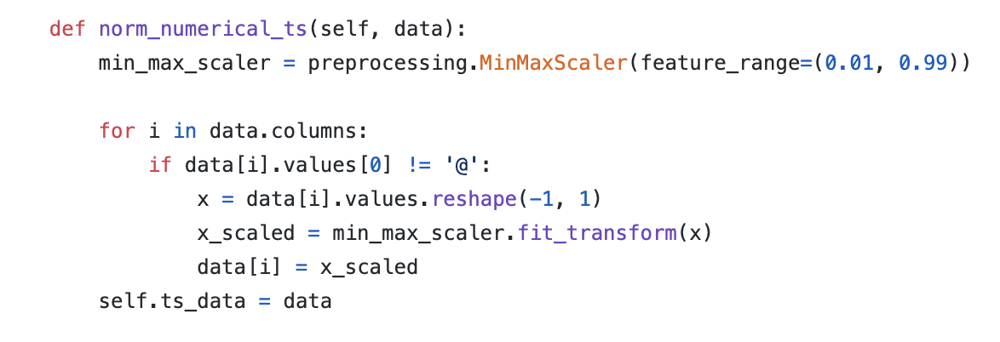 def norm_numerical_ts(self, data):
    min_max_scaler = preprocessing.MinMaxScaler(feature_range=(0.01, 0.99))

    for i in data.columns:
        if data[i].values[0] != '@':
            x = data[i].values.reshape(-1, 1)
            x_scaled = min_max_scaler.fit_transform(x)
            data[i] = x_scaled
    self.ts_data = data